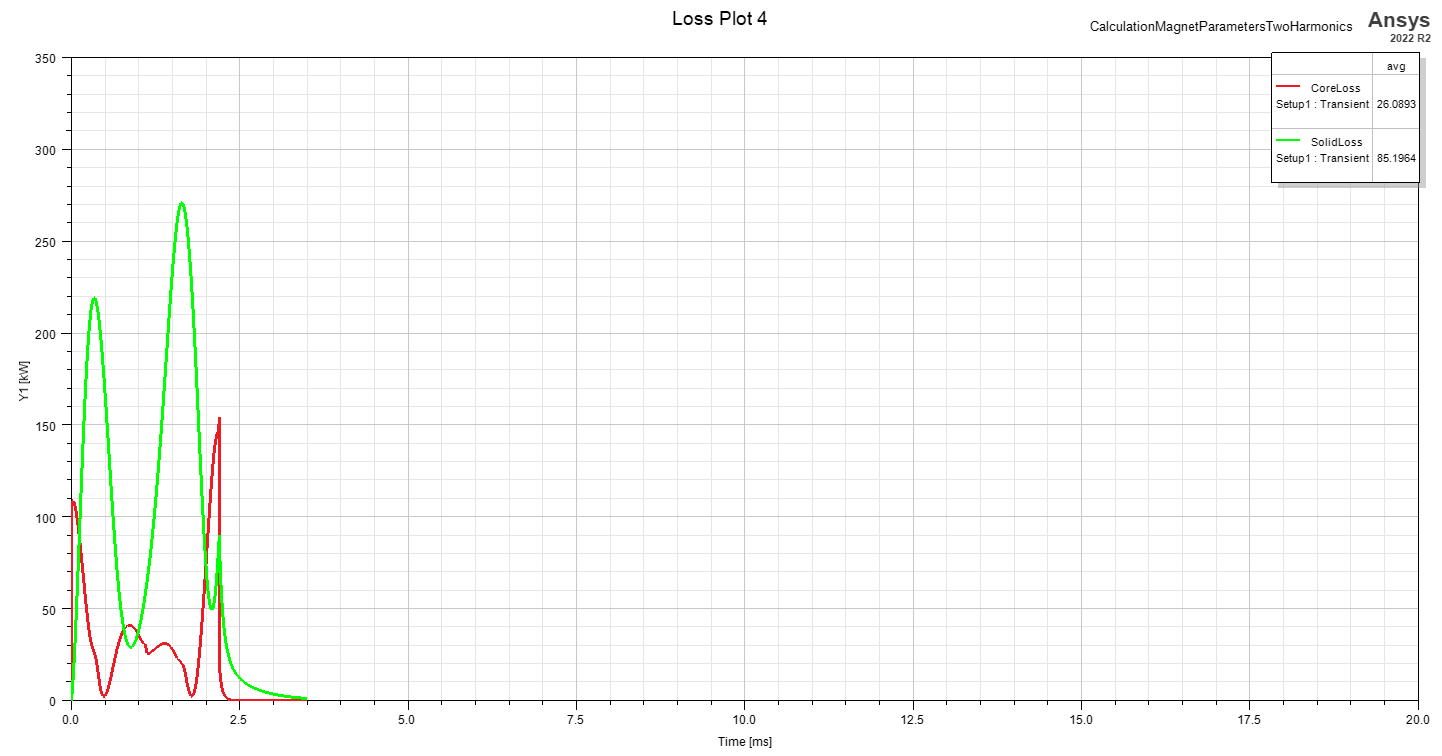 Loss Plot 4
CalculationMagnetParametersTwoHarmonics
Ansys
2022 R2
avg
CoreLoss
Setup1 : Transient 26.0893
SolidLoss
Setup1 : Transient 85.1964
350
300
250
200
150
100
50
0
Y1 [kW]
0.0 2.5 5.0 7.5 10.0 12.5 15.0 17.5 20.0
Time [ms]